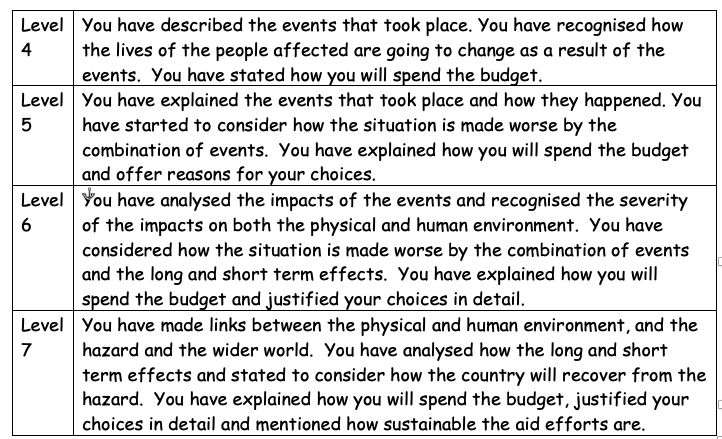 Level 4
You have described the events that took place. You have recognised how
the lives of the people affected are going to change as a result of the
events.  You have stated how you will spend the budget.
Level 5
You have explained the events that took place and how they happened. You
have started to consider how the situation is made worse by the
combination of events.  You have explained how you will spend the budget
and offer reasons for your choices.
Level 6
You have analysed the impacts of the events and recognised the severity
of the impacts on both the physical and human environment.  You have
considered how the situation is made worse by the combination of events
and the long and short term effects.  You have explained how you will
spend the budget and justified your choices in detail.
Level 7
You have made links between the physical and human environment, and the
hazard and the wider world.  You have analysed how the long and short
term effects and stated to consider how the country will recover from the
hazard.  You have explained how you will spend the budget, justified your
choices in detail and mentioned how sustainable the aid efforts are.